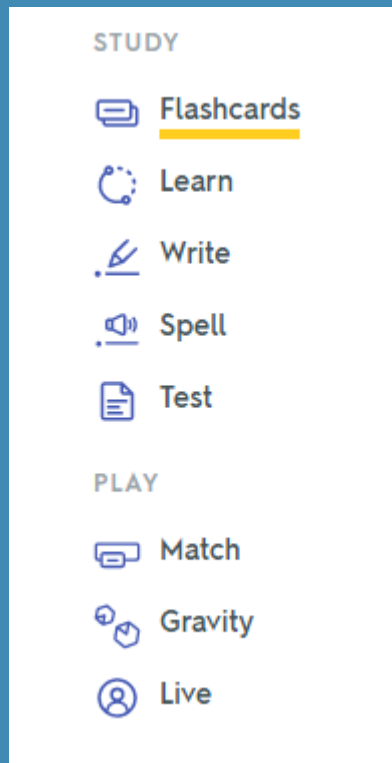 STUDY
Flashcards
Learn
Write
Spell
Test
PLAY
Match
Gravity
Live